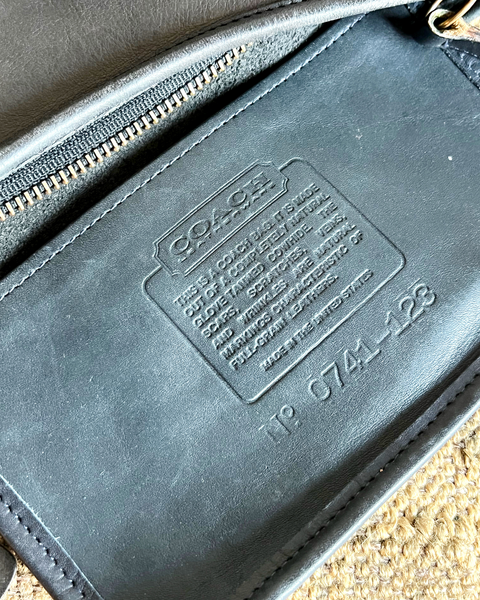 COACH
THIS IS A COACH BAG. IT IS MADE
OUT OF A COMPLETELY NATURAL
GLOVE TANNED COWHIDE. THE
SCARS, SCRATCHES, VEINS,
AND WRINKLES ARE NATURAL
MARKINGS CHARACTERISTIC OF
FULL-GRAIN LEATHERS.
MADE IN THE UNITED STATES
Nº 0741-123